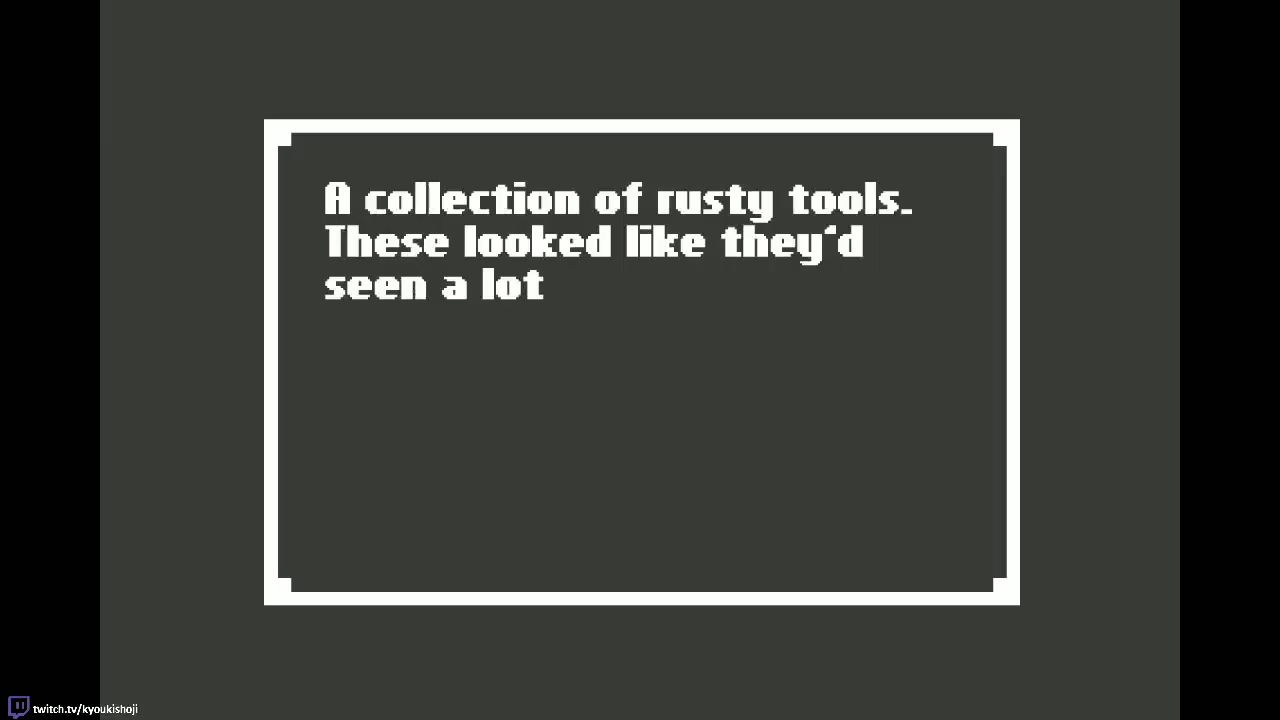 A collection of rusty tools.
These looked like they'd
seen a lot
twitch.tv/kyoukishoji